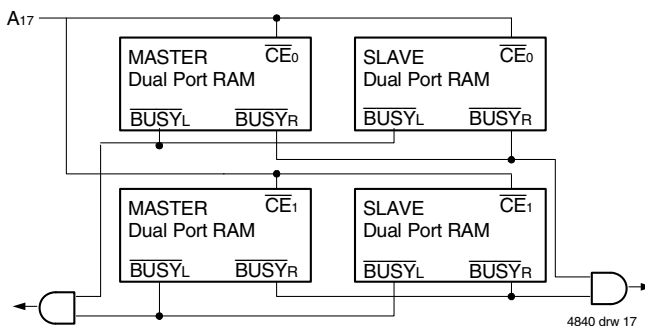 A17
MASTER
Dual Port RAM
CE0
BUSYL
BUSYR
SLAVE
Dual Port RAM
CE0
BUSYL
BUSYR
MASTER
Dual Port RAM
CE1
BUSYL
BUSYR
SLAVE
Dual Port RAM
CE1
BUSYL
BUSYR
4840 drw 17